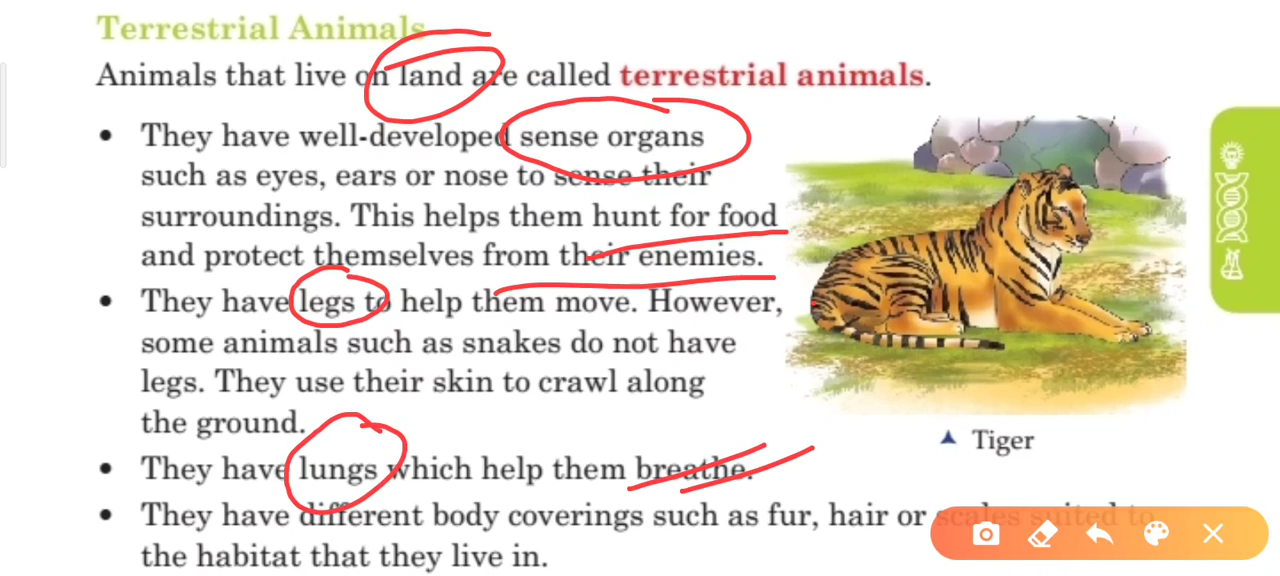 Terrestrial Animals
Animals that live on land are called terrestrial animals.
• They have well-developed sense organs
such as eyes, ears or nose to sense their
surroundings. This helps them hunt for food
and protect themselves from their enemies.
• They have legs to help them move. However,
some animals such as snakes do not have
legs. They use their skin to crawl along
the ground.
▲ Tiger
• They have lungs which help them breathe.
• They have different body coverings such as fur, hair or scales suited to
the habitat that they live in.